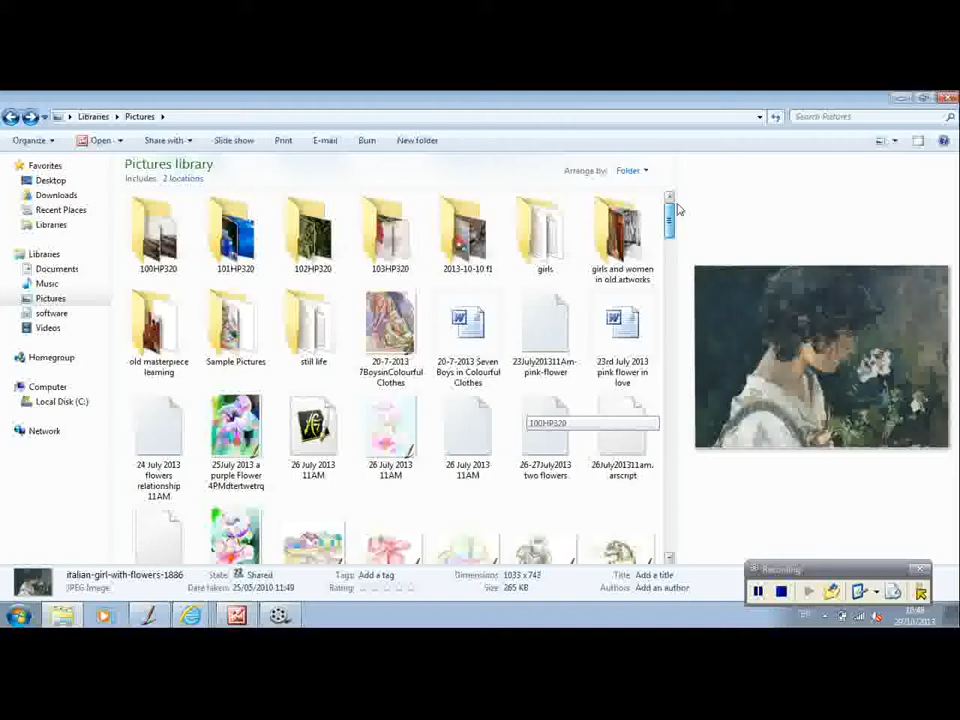 Libraries
Pictures
Search Pictures
Organize
Open
Share with
Slide show
Print
E-mail
Burn
New folder
Favorites
Desktop
Downloads
Recent Places
Libraries
Libraries
Documents
Music
Pictures
software
Videos
Homegroup
Computer
Local Disk (C:)
Network
Pictures library
Includes: 2 locations
Arrange by: Folder
100HP320
101HP320
102HP320
103HP320
2013-10-10 f1
girls
girls and women
in old artworks
old masterpiece
learning
Sample Pictures
still life
20-7-2013
7BoysinColourful
Clothes
20-7-2013 Seven
Boys in Colourful
Clothes
23July201311Am-
pink-flower
23rd July 2013
pink flower in
love
24 July 2013
flowers
relationship
11AM
25July 2013 a
purple Flower
4PMdtertwetrq
26 July 2013
11AM
26 July 2013
11AM
26 July 2013
11AM
26-27July2013
two flowers
26July201311am.
arscript
100HP320
italian-girl-with-flowers-1886
JPEG Image
State: Shared
Date taken: 25/05/2010 11:49
Tags: Add a tag
Rating:
Dimensions: 1033 x 743
Size: 265 KB
Title: Add a title
Authors: Add an author
Recording
29/10/2013